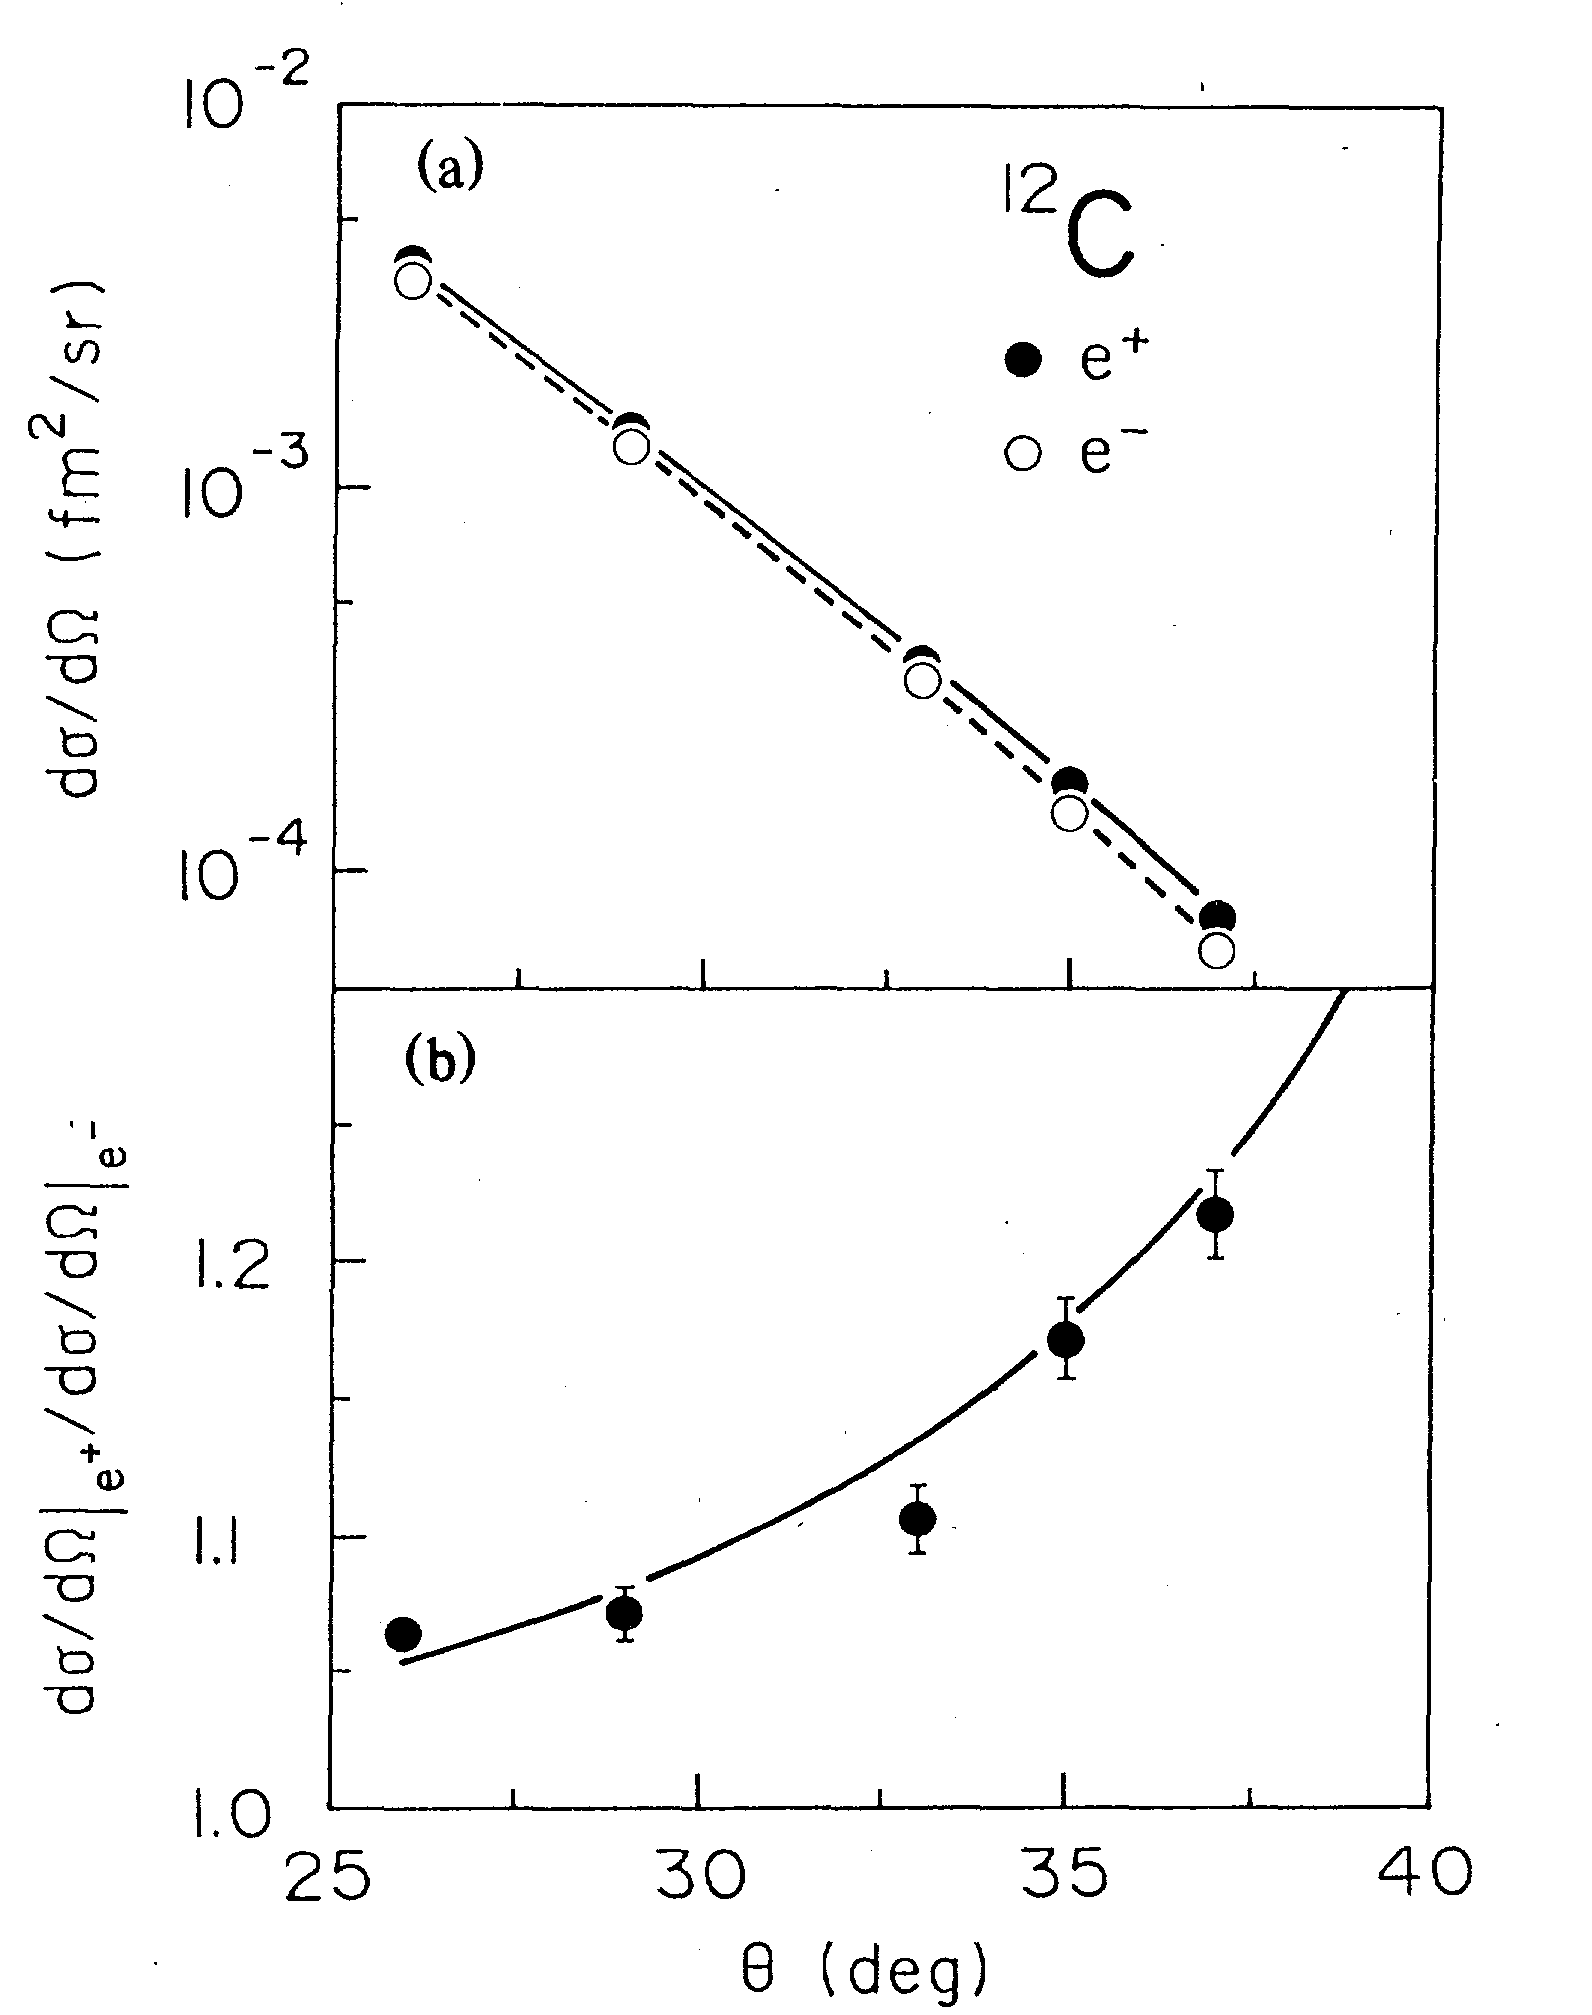 10⁻²
(a)
¹²C
● e⁺
○ e⁻
10⁻³
10⁻⁴
dσ/dΩ (fm²/sr)
(b)
1.2
1.1
1.0
dσ/dΩ|e⁺/dσ/dΩ|e⁻
25 30 35 40
θ (deg)